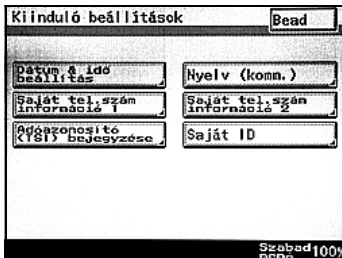 Kiinduló beállítások
Bead
Dátum & idő
beállítás
Nyelv (komm.)
Saját tel.szám
információ 1
Saját tel.szám
információ 2
Adóazonosító
(TSI) bejegyzése
Saját ID
Szabad 100%